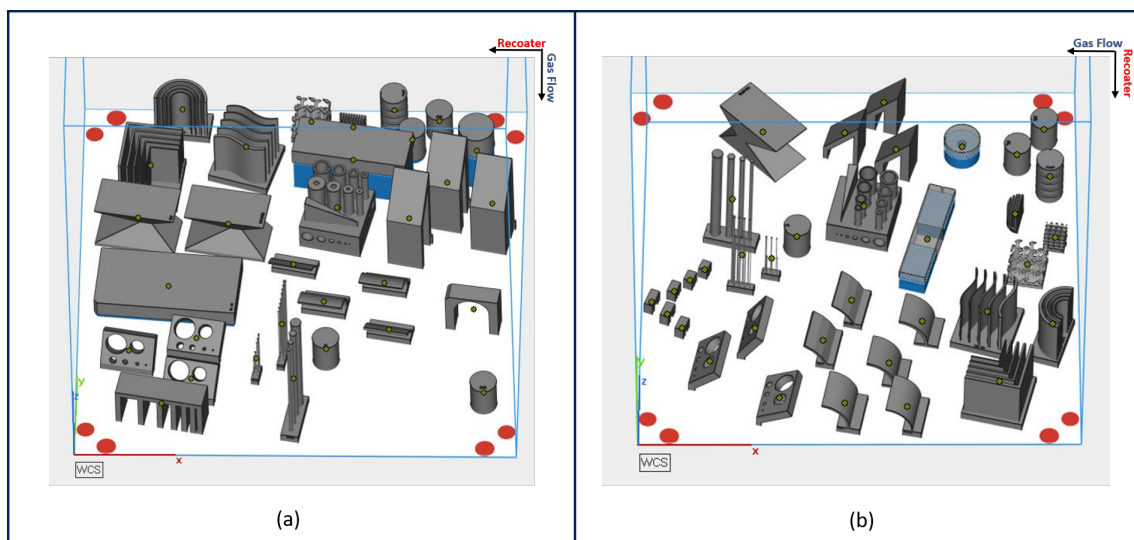 Recoater
Gas Flow
y
z
x
WCS
(a)
Gas Flow
Recoater
y
z
x
WCS
(b)